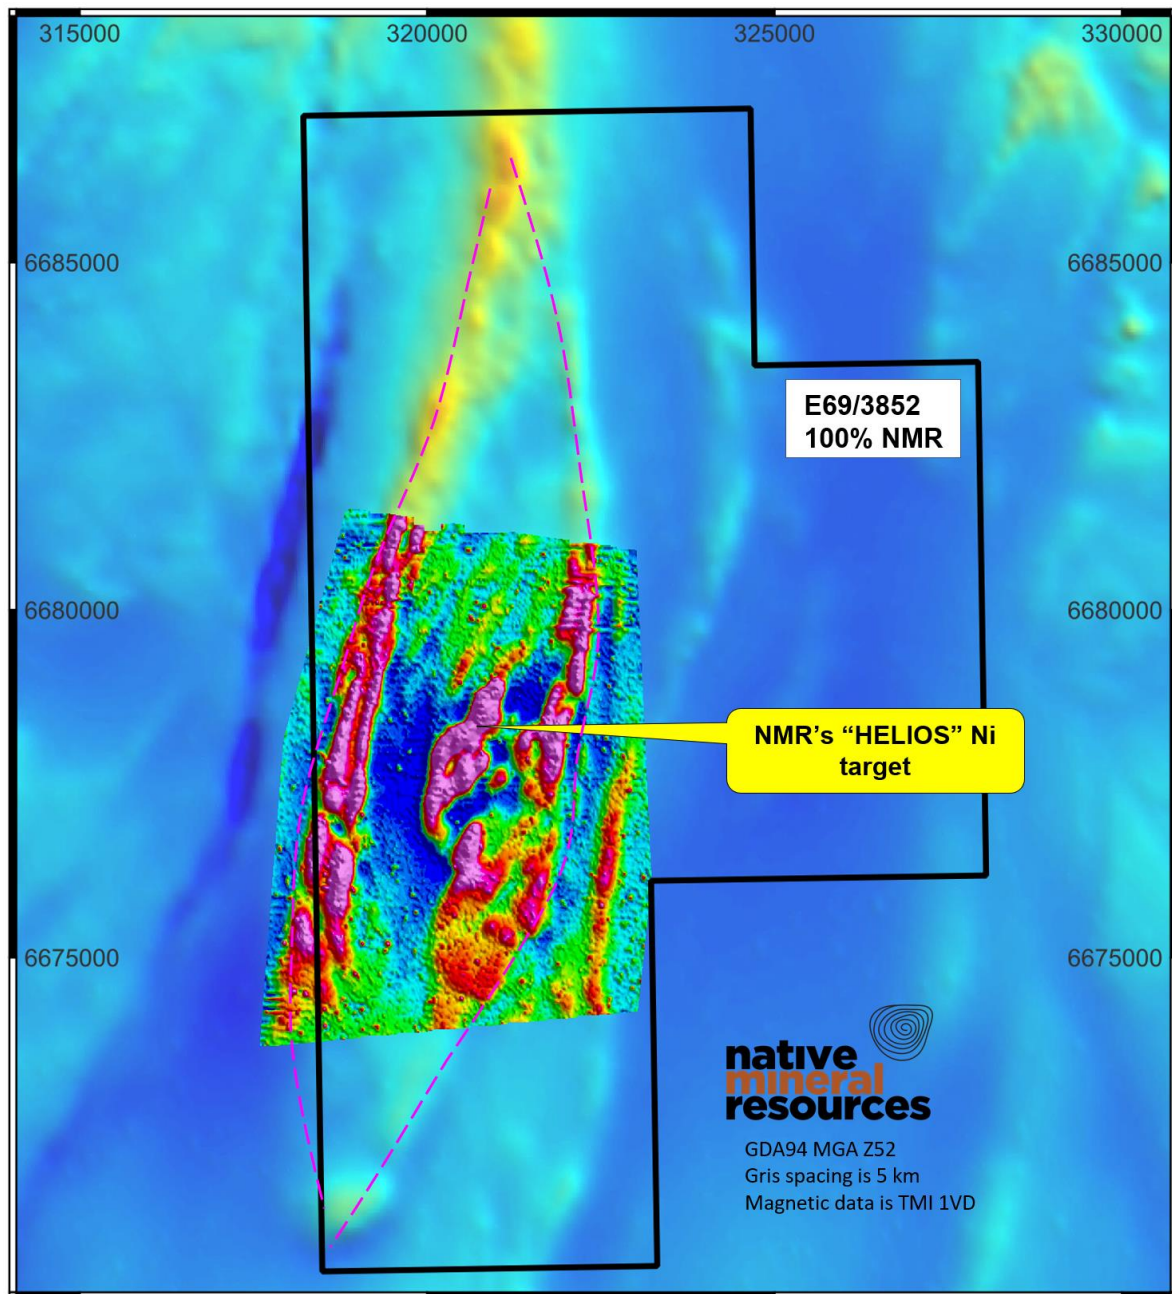 315000 320000 325000 330000
6685000 6685000
E69/3852
100% NMR
6680000 6680000
NMR's “HELIOS” Ni
target
6675000 6675000
native
mineral
resources
GDA94 MGA Z52
Gris spacing is 5 km
Magnetic data is TMI 1VD